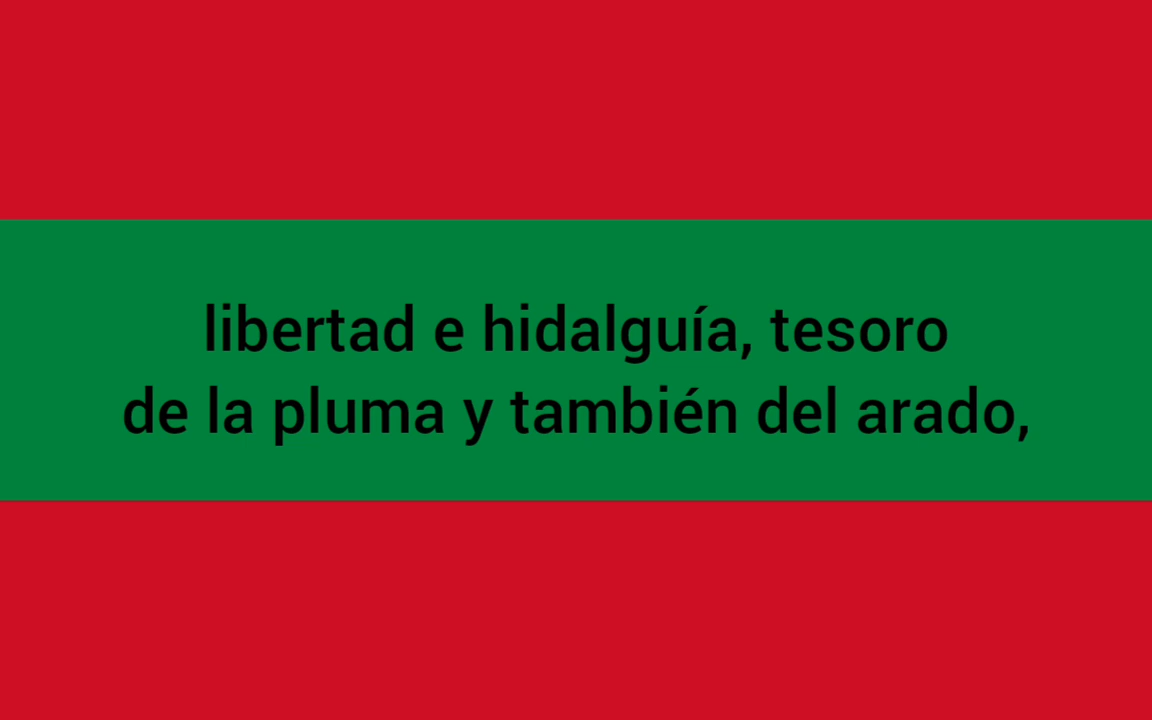 libertad e hidalguía, tesoro
de la pluma y también del arado,